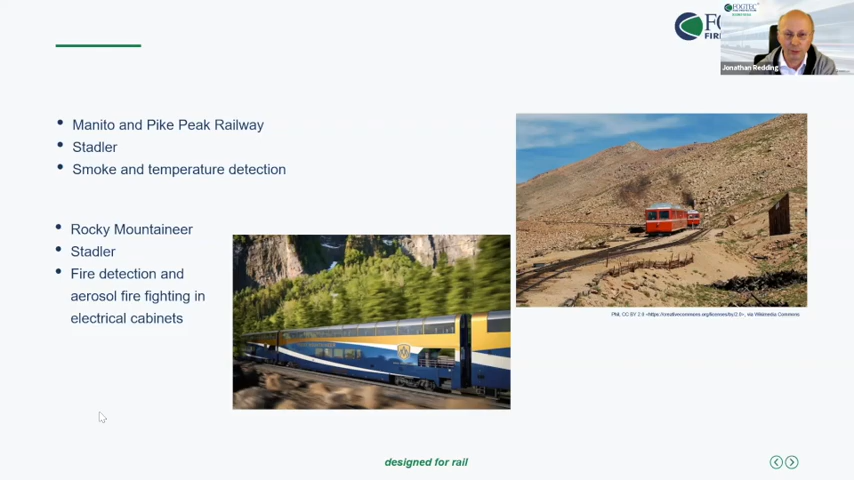 FOGTEC
FIR
Jonathan Redding
• Manito and Pike Peak Railway
• Stadler
• Smoke and temperature detection
• Rocky Mountaineer
• Stadler
• Fire detection and
aerosol fire fighting in
electrical cabinets
Phil, CC BY 2.0 <https://creativecommons.org/licenses/by/2.0>, via Wikimedia Commons
designed for rail